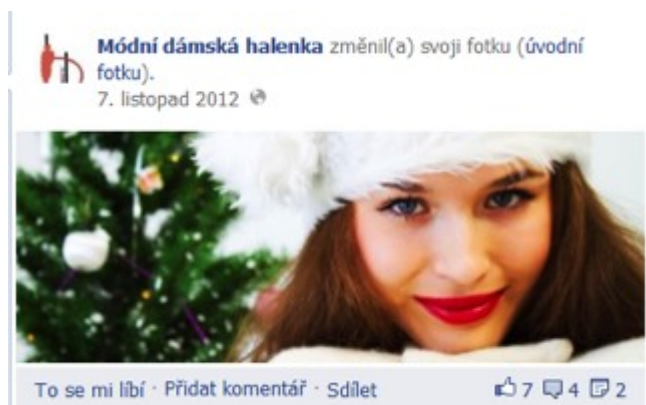 Módní dámská halenka změnil(a) svoji fotku (úvodní
fotku).
7. listopad 2012
To se mi líbí · Přidat komentář · Sdílet 7 4 2